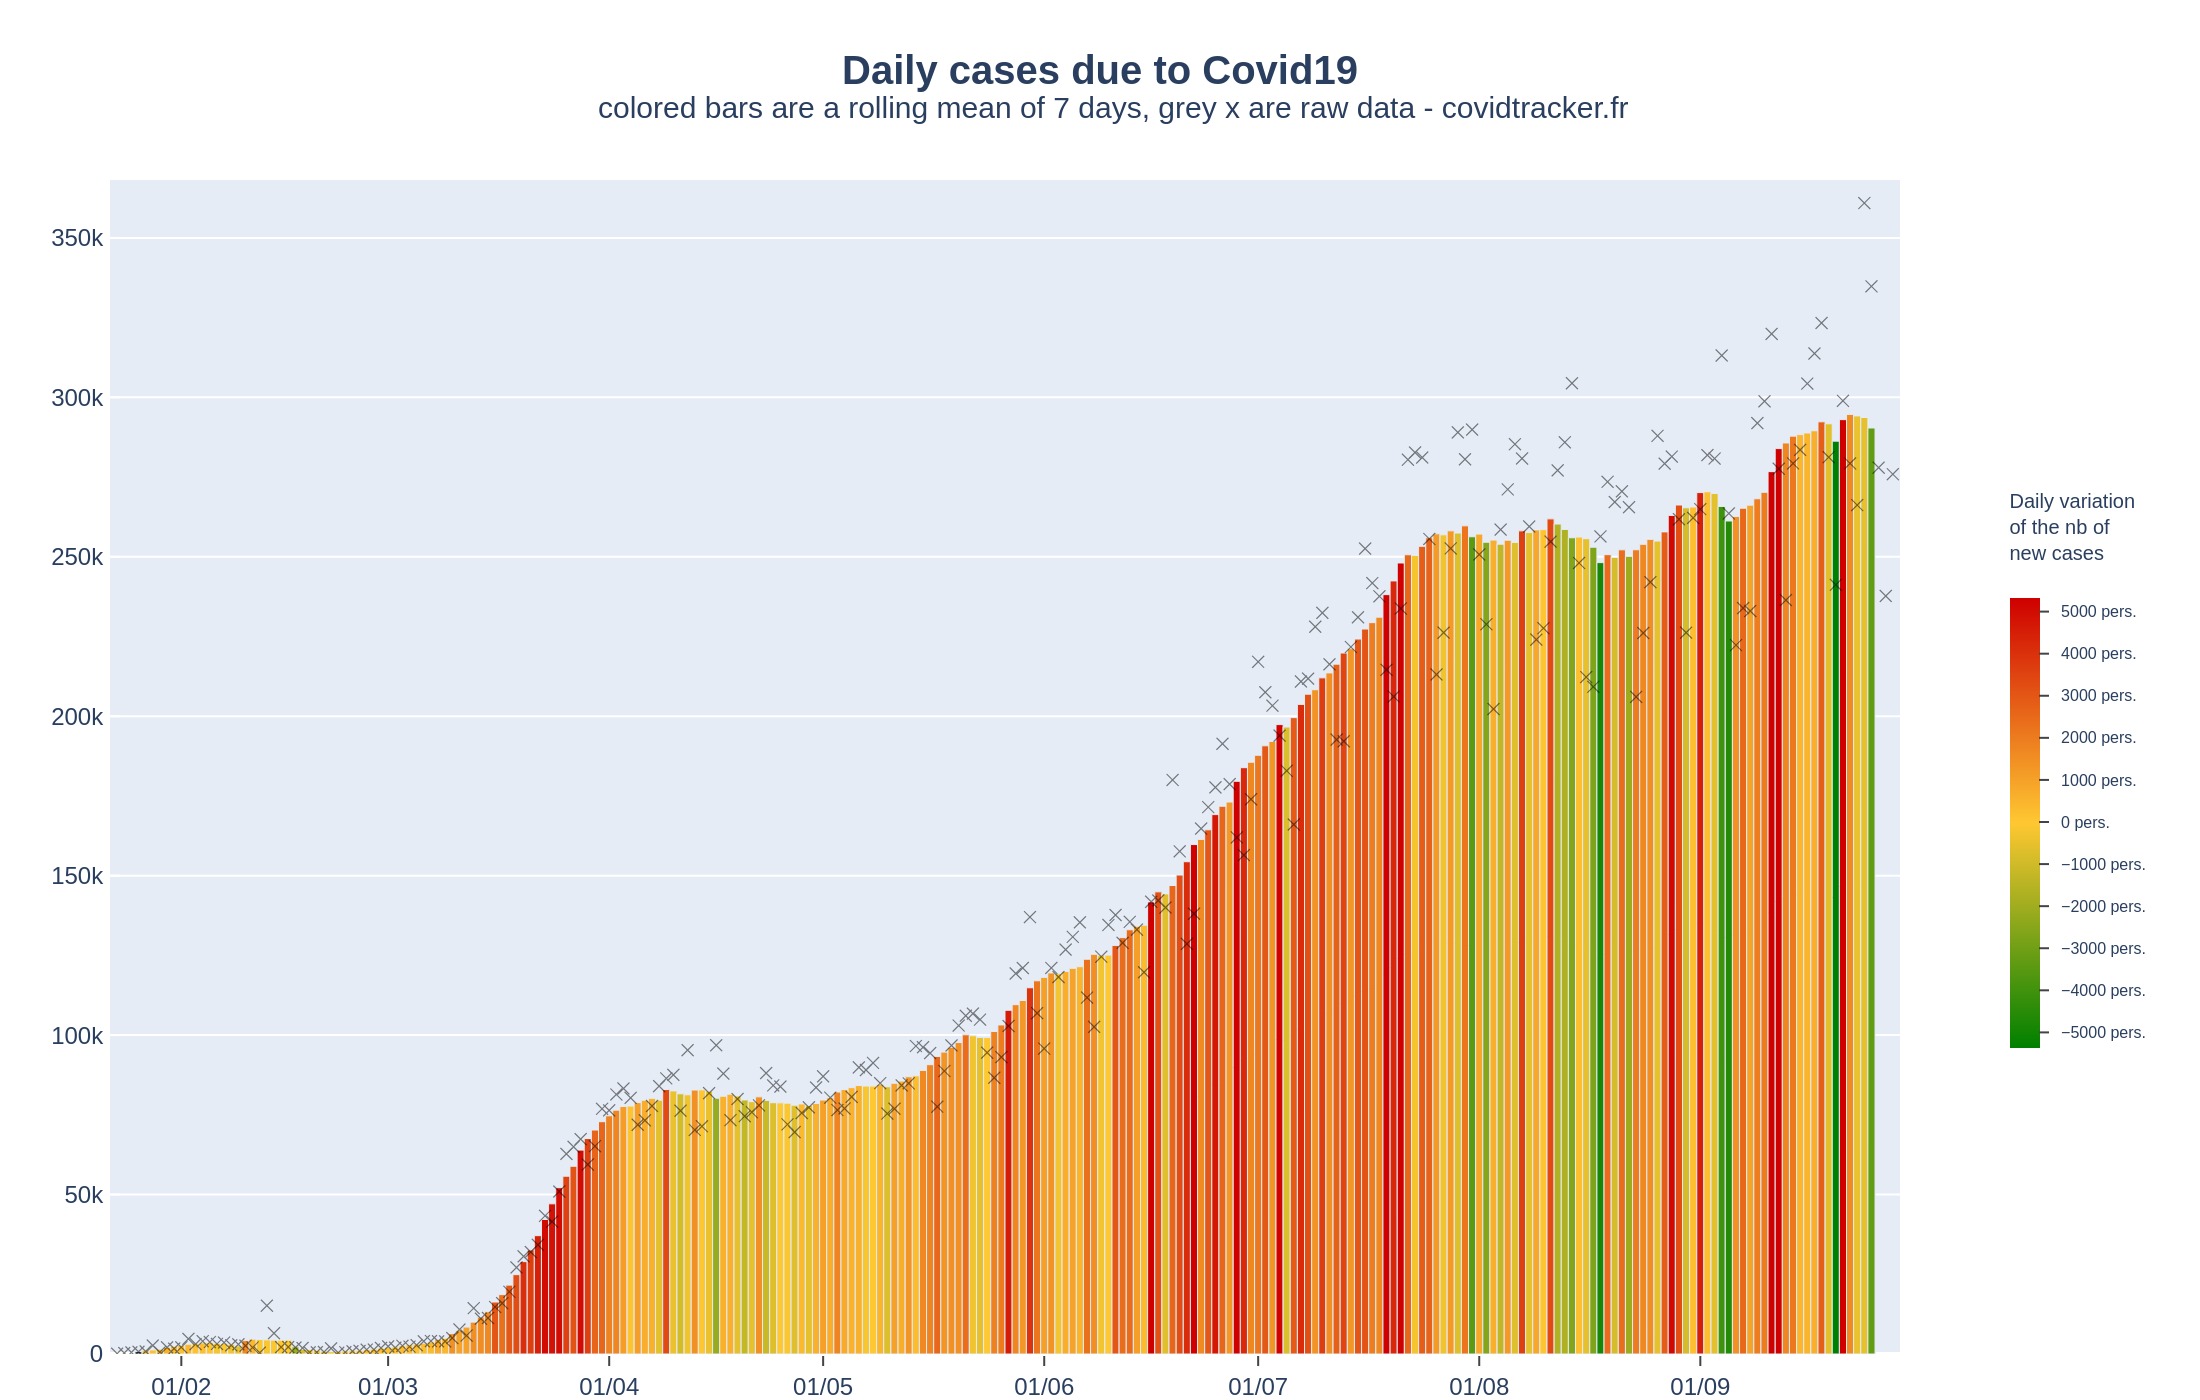 Daily cases due to Covid19
colored bars are a rolling mean of 7 days, grey x are raw data - covidtracker.fr
350k
300k
250k
200k
150k
100k
50k
0
01/02
01/03
01/04
01/05
01/06
01/07
01/08
01/09
Daily variation
of the nb of
new cases
5000 pers.
4000 pers.
3000 pers.
2000 pers.
1000 pers.
0 pers.
−1000 pers.
−2000 pers.
−3000 pers.
−4000 pers.
−5000 pers.